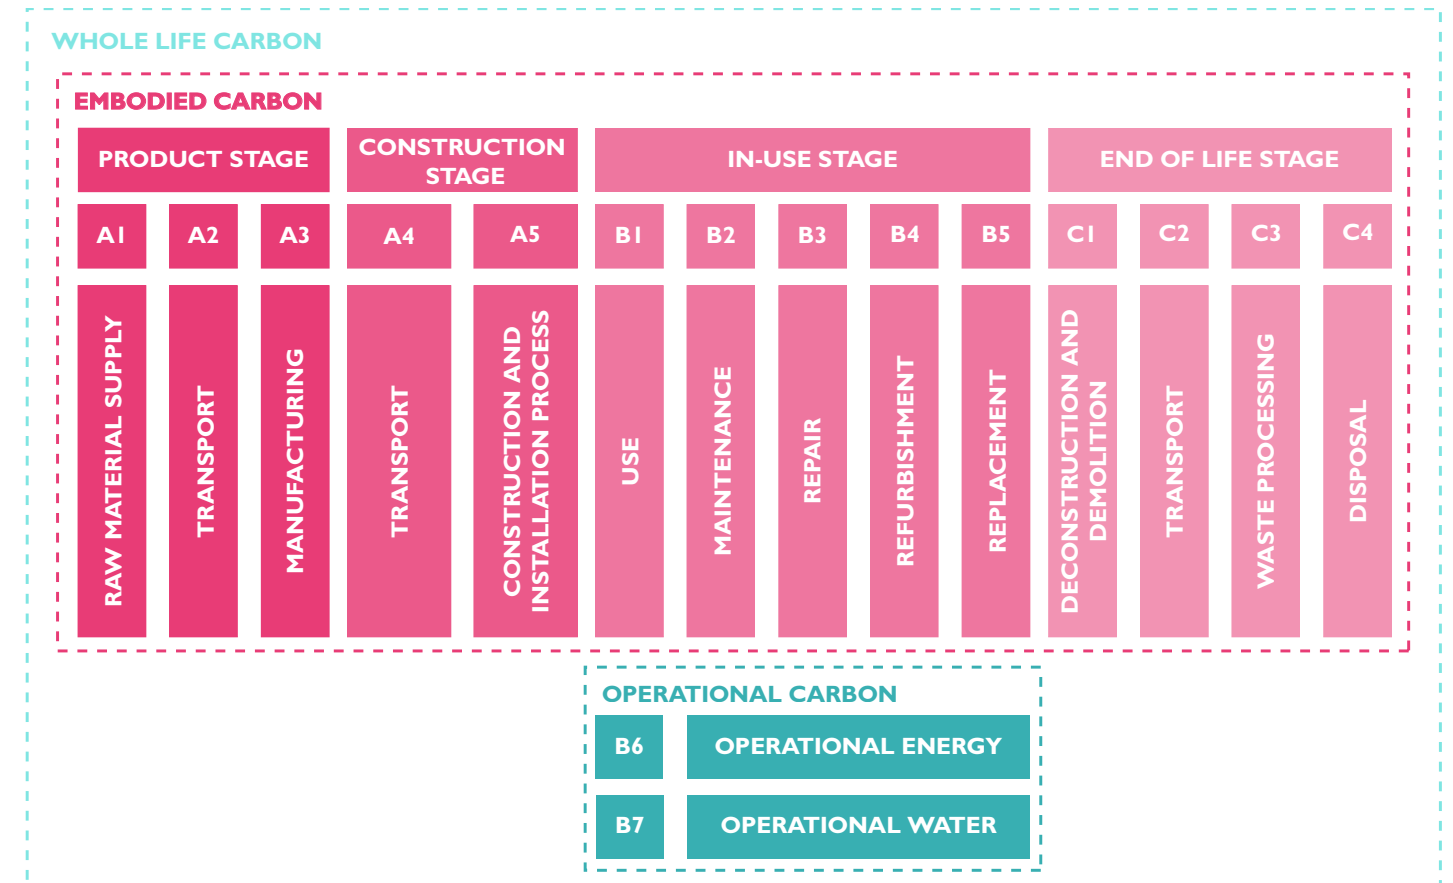 WHOLE LIFE CARBON
EMBODIED CARBON
PRODUCT STAGE
CONSTRUCTION
STAGE
IN-USE STAGE
END OF LIFE STAGE
A1
A2
A3
A4
A5
B1
B2
B3
B4
B5
C1
C2
C3
C4
RAW MATERIAL SUPPLY
TRANSPORT
MANUFACTURING
TRANSPORT
CONSTRUCTION AND
INSTALLATION PROCESS
USE
MAINTENANCE
REPAIR
REFURBISHMENT
REPLACEMENT
DECONSTRUCTION AND
DEMOLITION
TRANSPORT
WASTE PROCESSING
DISPOSAL
OPERATIONAL CARBON
B6
OPERATIONAL ENERGY
B7
OPERATIONAL WATER